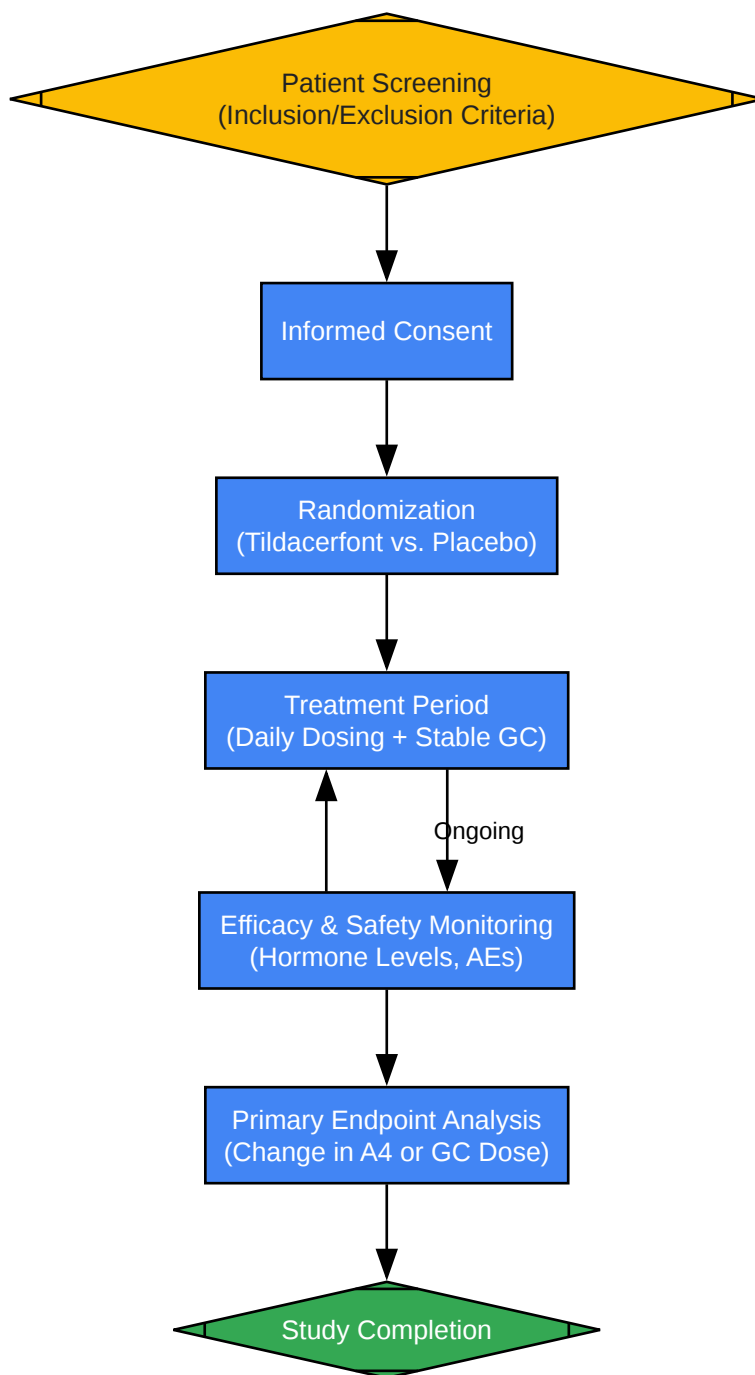 Patient Screening
(Inclusion/Exclusion Criteria)
Informed Consent
Randomization
(Tildacerfont vs. Placebo)
Treatment Period
(Daily Dosing + Stable GC)
Ongoing
Efficacy & Safety Monitoring
(Hormone Levels, AEs)
Primary Endpoint Analysis
(Change in A4 or GC Dose)
Study Completion